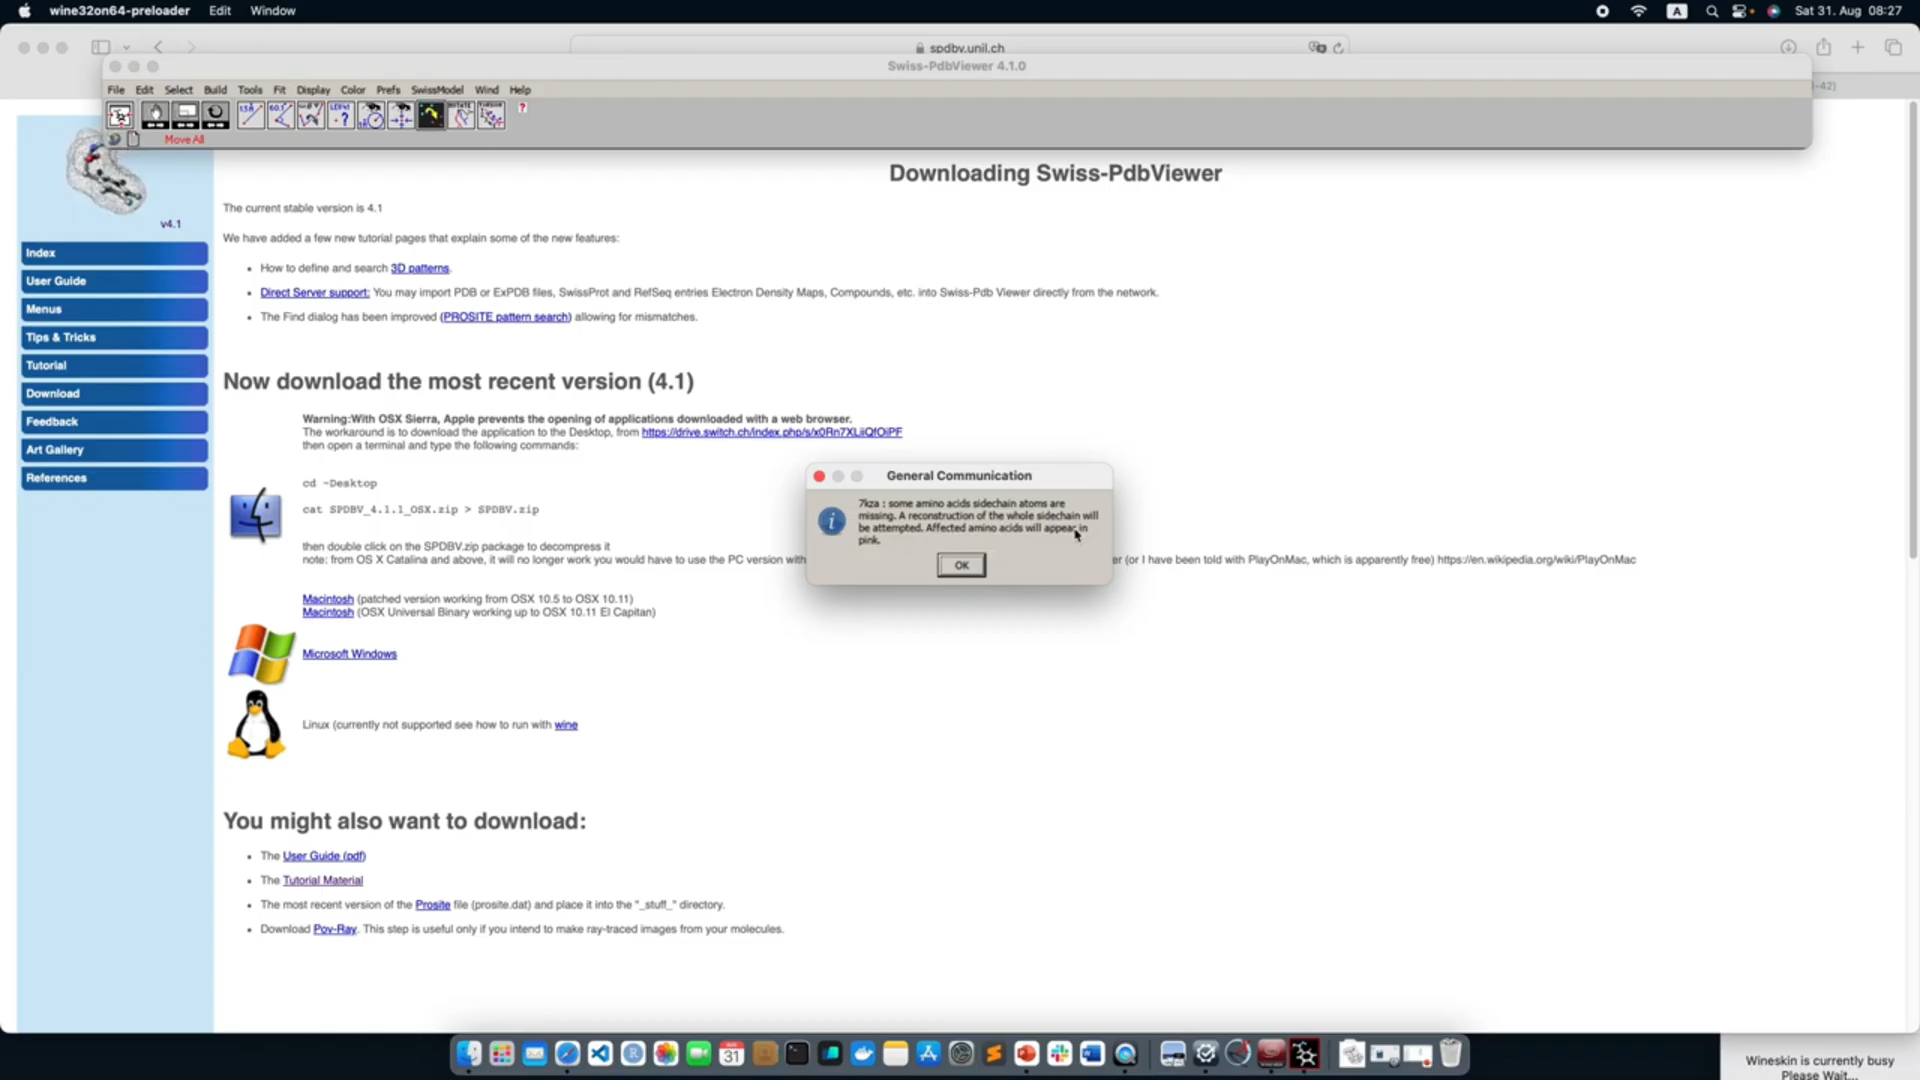 wine32on64-preloader Edit Window
A Sat 31. Aug 08:27
spdbv.unil.ch
Swiss-PdbViewer 4.1.0
File Edit Select Build Tools Fit Display Color Prefs SwissModel Wind Help
-42)
Move All
v4.1
Index
User Guide
Menus
Tips & Tricks
Tutorial
Download
Feedback
Art Gallery
References
Downloading Swiss-PdbViewer
The current stable version is 4.1
We have added a few new tutorial pages that explain some of the new features:
• How to define and search 3D patterns.
• Direct Server support: You may import PDB or ExPDB files, SwissProt and RefSeq entries Electron Density Maps, Compounds, etc. into Swiss-Pdb Viewer directly from the network.
• The Find dialog has been improved (PROSITE pattern search) allowing for mismatches.
Now download the most recent version (4.1)
Warning:With OSX Sierra, Apple prevents the opening of applications downloaded with a web browser.
The workaround is to download the application to the Desktop, from https://drive.switch.ch/index.php/s/x0Rn7XLiiQfOiPF
then open a terminal and type the following commands:
cd ~Desktop
cat SPDBV_4.1.1_OSX.zip > SPDBV.zip
then double click on the SPDBV.zip package to decompress it
note: from OS X Catalina and above, it will no longer work you would have to use the PC version with
er (or I have been told with PlayOnMac, which is apparently free) https://en.wikipedia.org/wiki/PlayOnMac
General Communication
7kza : some amino acids sidechain atoms are
missing. A reconstruction of the whole sidechain will
be attempted. Affected amino acids will appear in
pink.
OK
Macintosh (patched version working from OSX 10.5 to OSX 10.11)
Macintosh (OSX Universal Binary working up to OSX 10.11 El Capitan)
Microsoft Windows
Linux (currently not supported see how to run with wine
You might also want to download:
• The User Guide (pdf)
• The Tutorial Material
• The most recent version of the Prosite file (prosite.dat) and place it into the "_stuff_" directory.
• Download Pov-Ray. This step is useful only if you intend to make ray-traced images from your molecules.
AUG
31
Wineskin is currently busy
Please Wait...